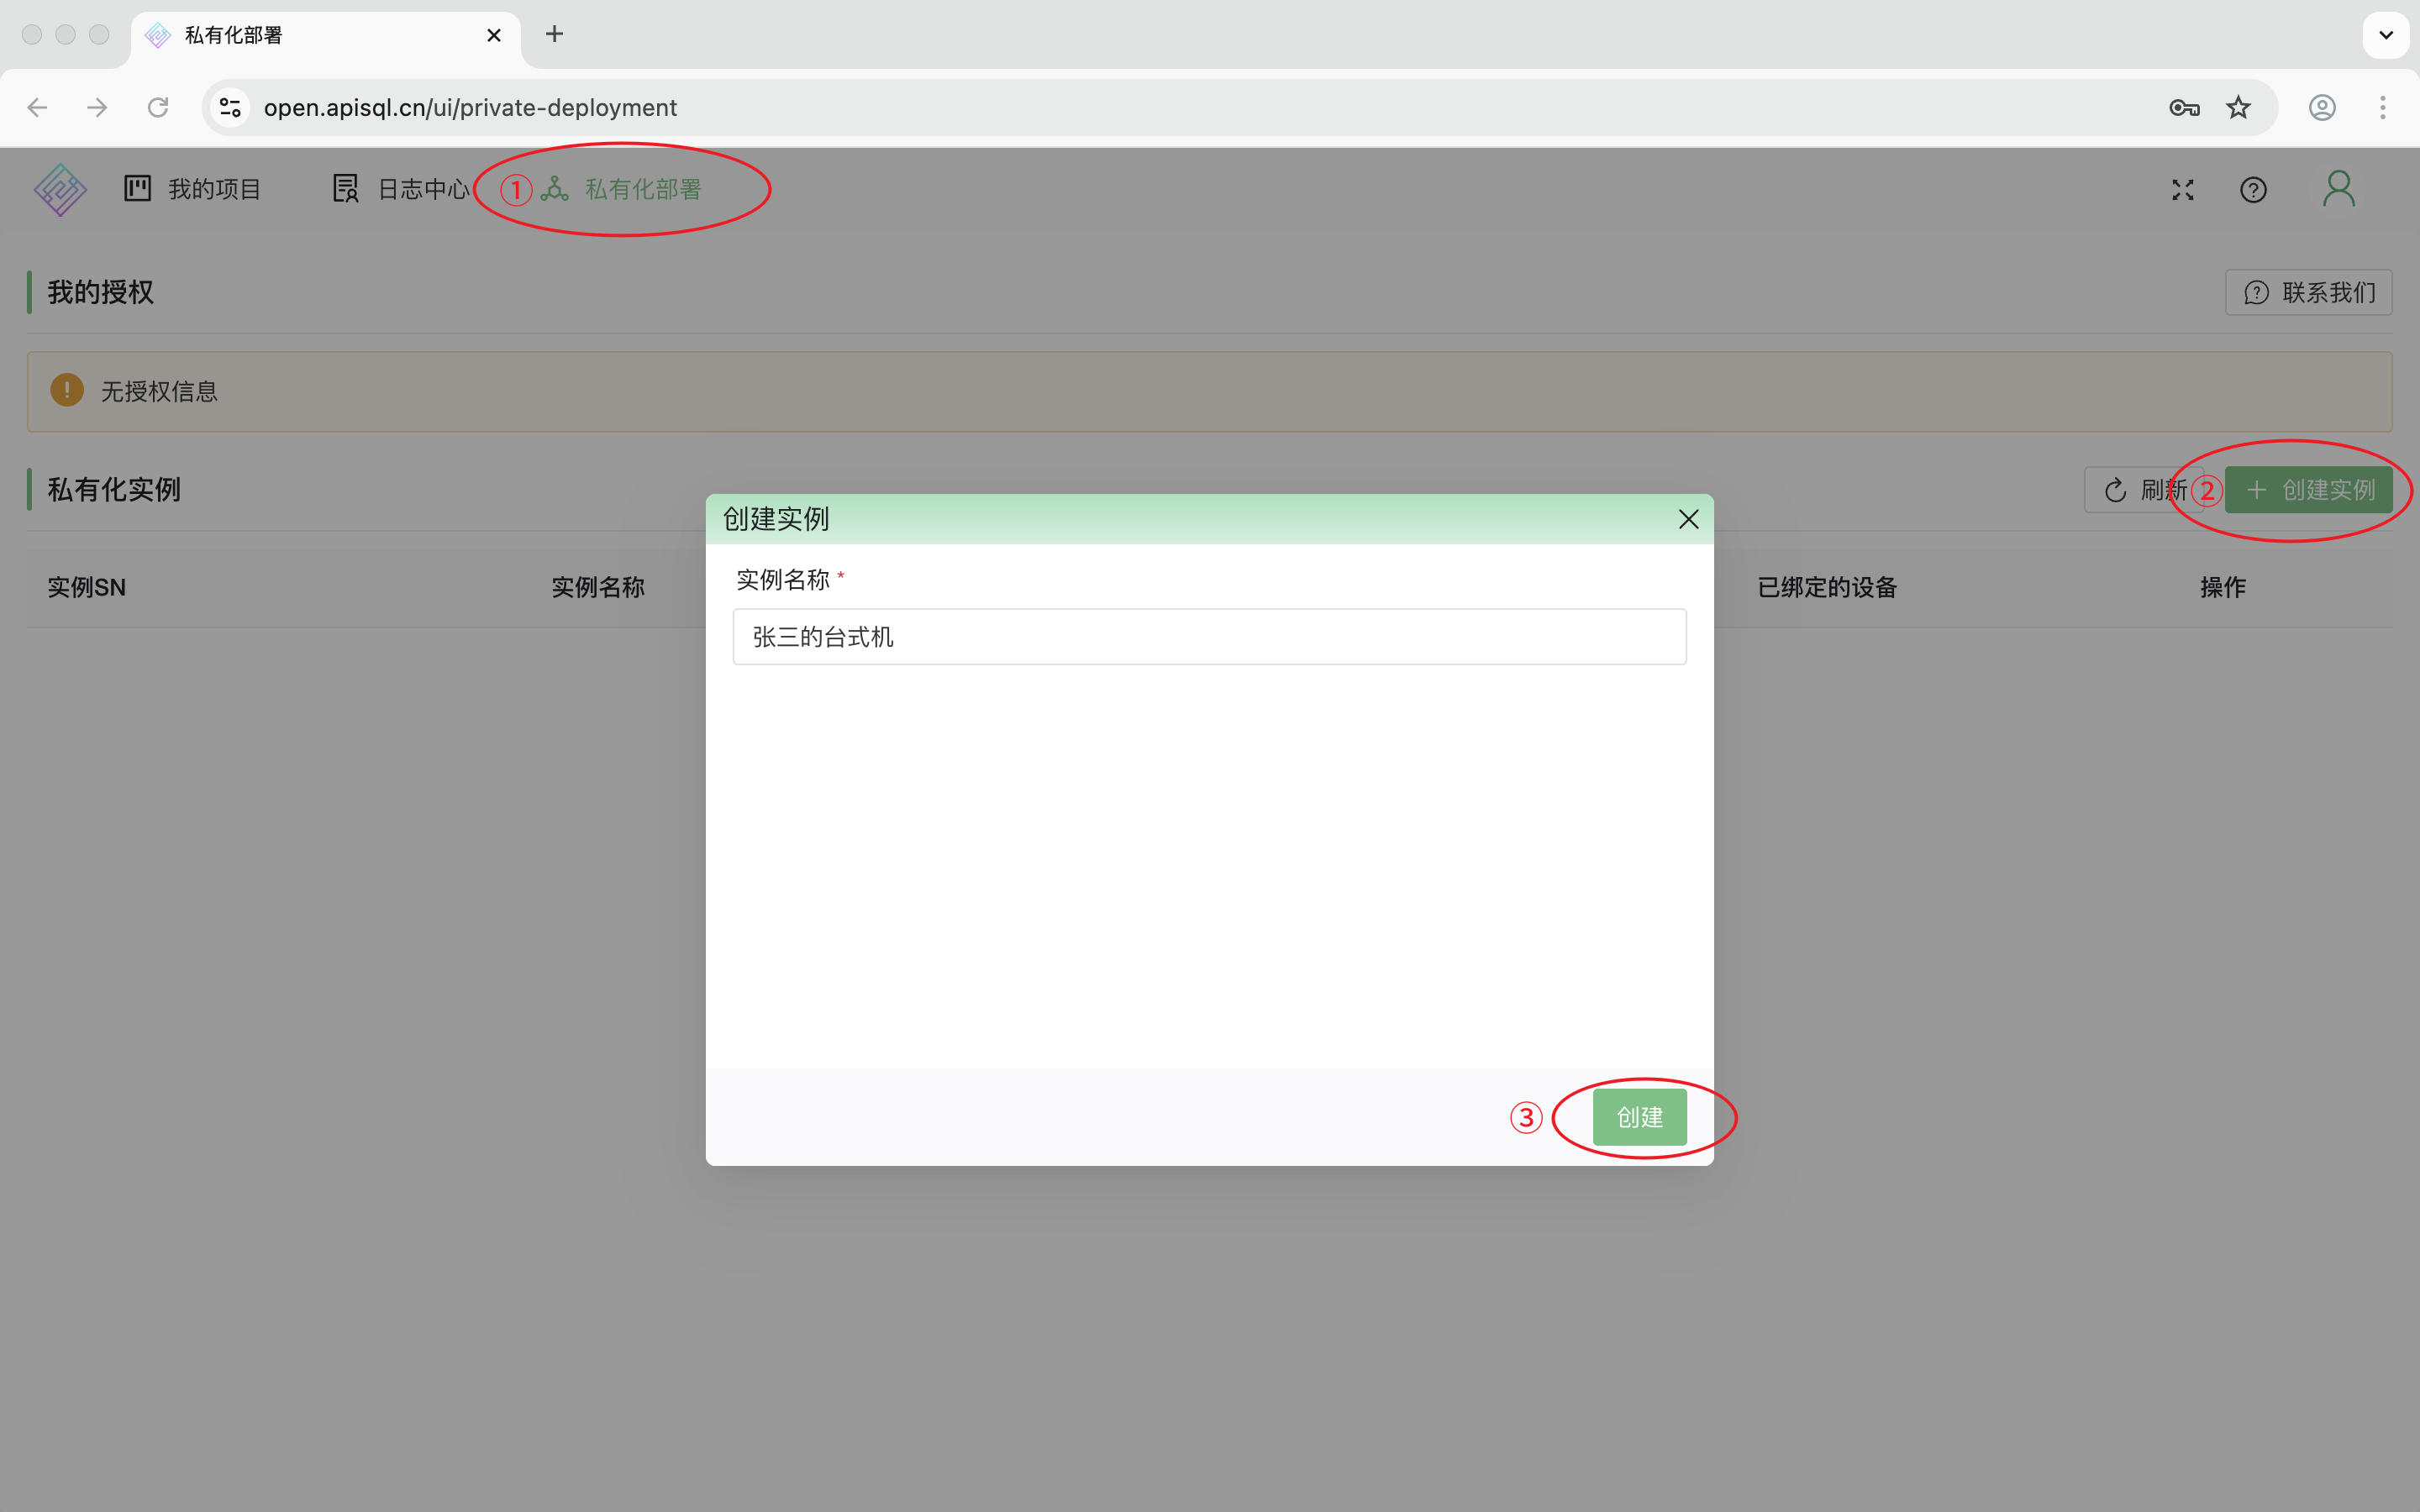 私有化部署
open.apisql.cn/ui/private-deployment
我的项目 日志中心 ① 私有化部署
我的授权 联系我们
无授权信息
私有化实例 刷新 ② 创建实例
实例SN 实例名称 已绑定的设备 操作
创建实例
实例名称 *
张三的台式机
③ 创建